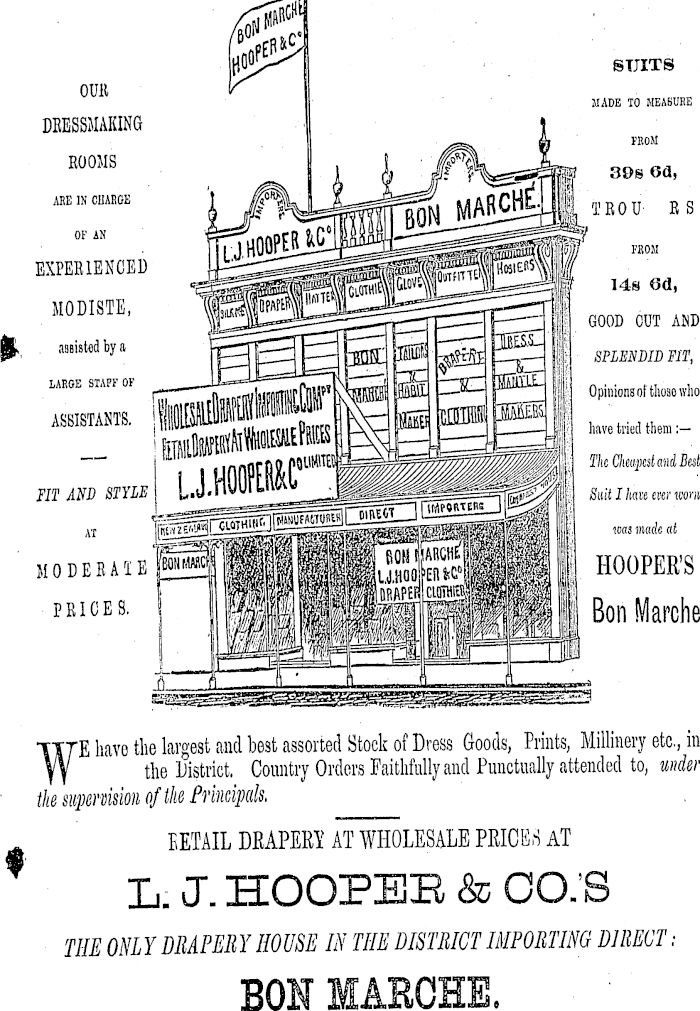 BON MARCHE
HOOPER & Co
OUR
DRESSMAKING
ROOMS
ARE IN CHARGE
OF AN
EXPERIENCED
MODISTE,
assisted by a
LARGE STAFF OF
ASSISTANTS.
FIT AND STYLE
AT
MODERATE
PRICES.
IMPORTERS
IMPORTERS
L.J. HOOPER & Co
BON MARCHE.
DRAPER
HATTER
CLOTHIE
GLOVE
OUTFITTE
HOSIERS
BON
MARCHE
TAILORS
&
HABIT
MAKER
DRAPERY
&
CLOTHIN
DRESS
&
MANTLE
MAKERS
WHOLESALE DRAPERY IMPORTING COMPY
RETAIL DRAPERY AT WHOLESALE PRICES
L.J. HOOPER & Co LIMITED
NEW ZEALAND
CLOTHING
MANUFACTURER
DIRECT
IMPORTERS
BON MARC
BON MARCHE
L.J. HOOPER & Co
DRAPER CLOTHIER
SUITS
MADE TO MEASURE
FROM
39s 6d,
TROU RS
FROM
14s 6d,
GOOD CUT AND
SPLENDID FIT,
Opinions of those who
have tried them :—
The Cheapest and Best
Suit I have ever worn
was made at
HOOPER'S
Bon Marche
WE have the largest and best assorted Stock of Dress Goods, Prints, Millinery etc., in
the District. Country Orders Faithfully and Punctually attended to, under
the supervision of the Principals.
RETAIL DRAPERY AT WHOLESALE PRICES AT
L. J. HOOPER & CO.'S
THE ONLY DRAPERY HOUSE IN THE DISTRICT IMPORTING DIRECT :
BON MARCHE.